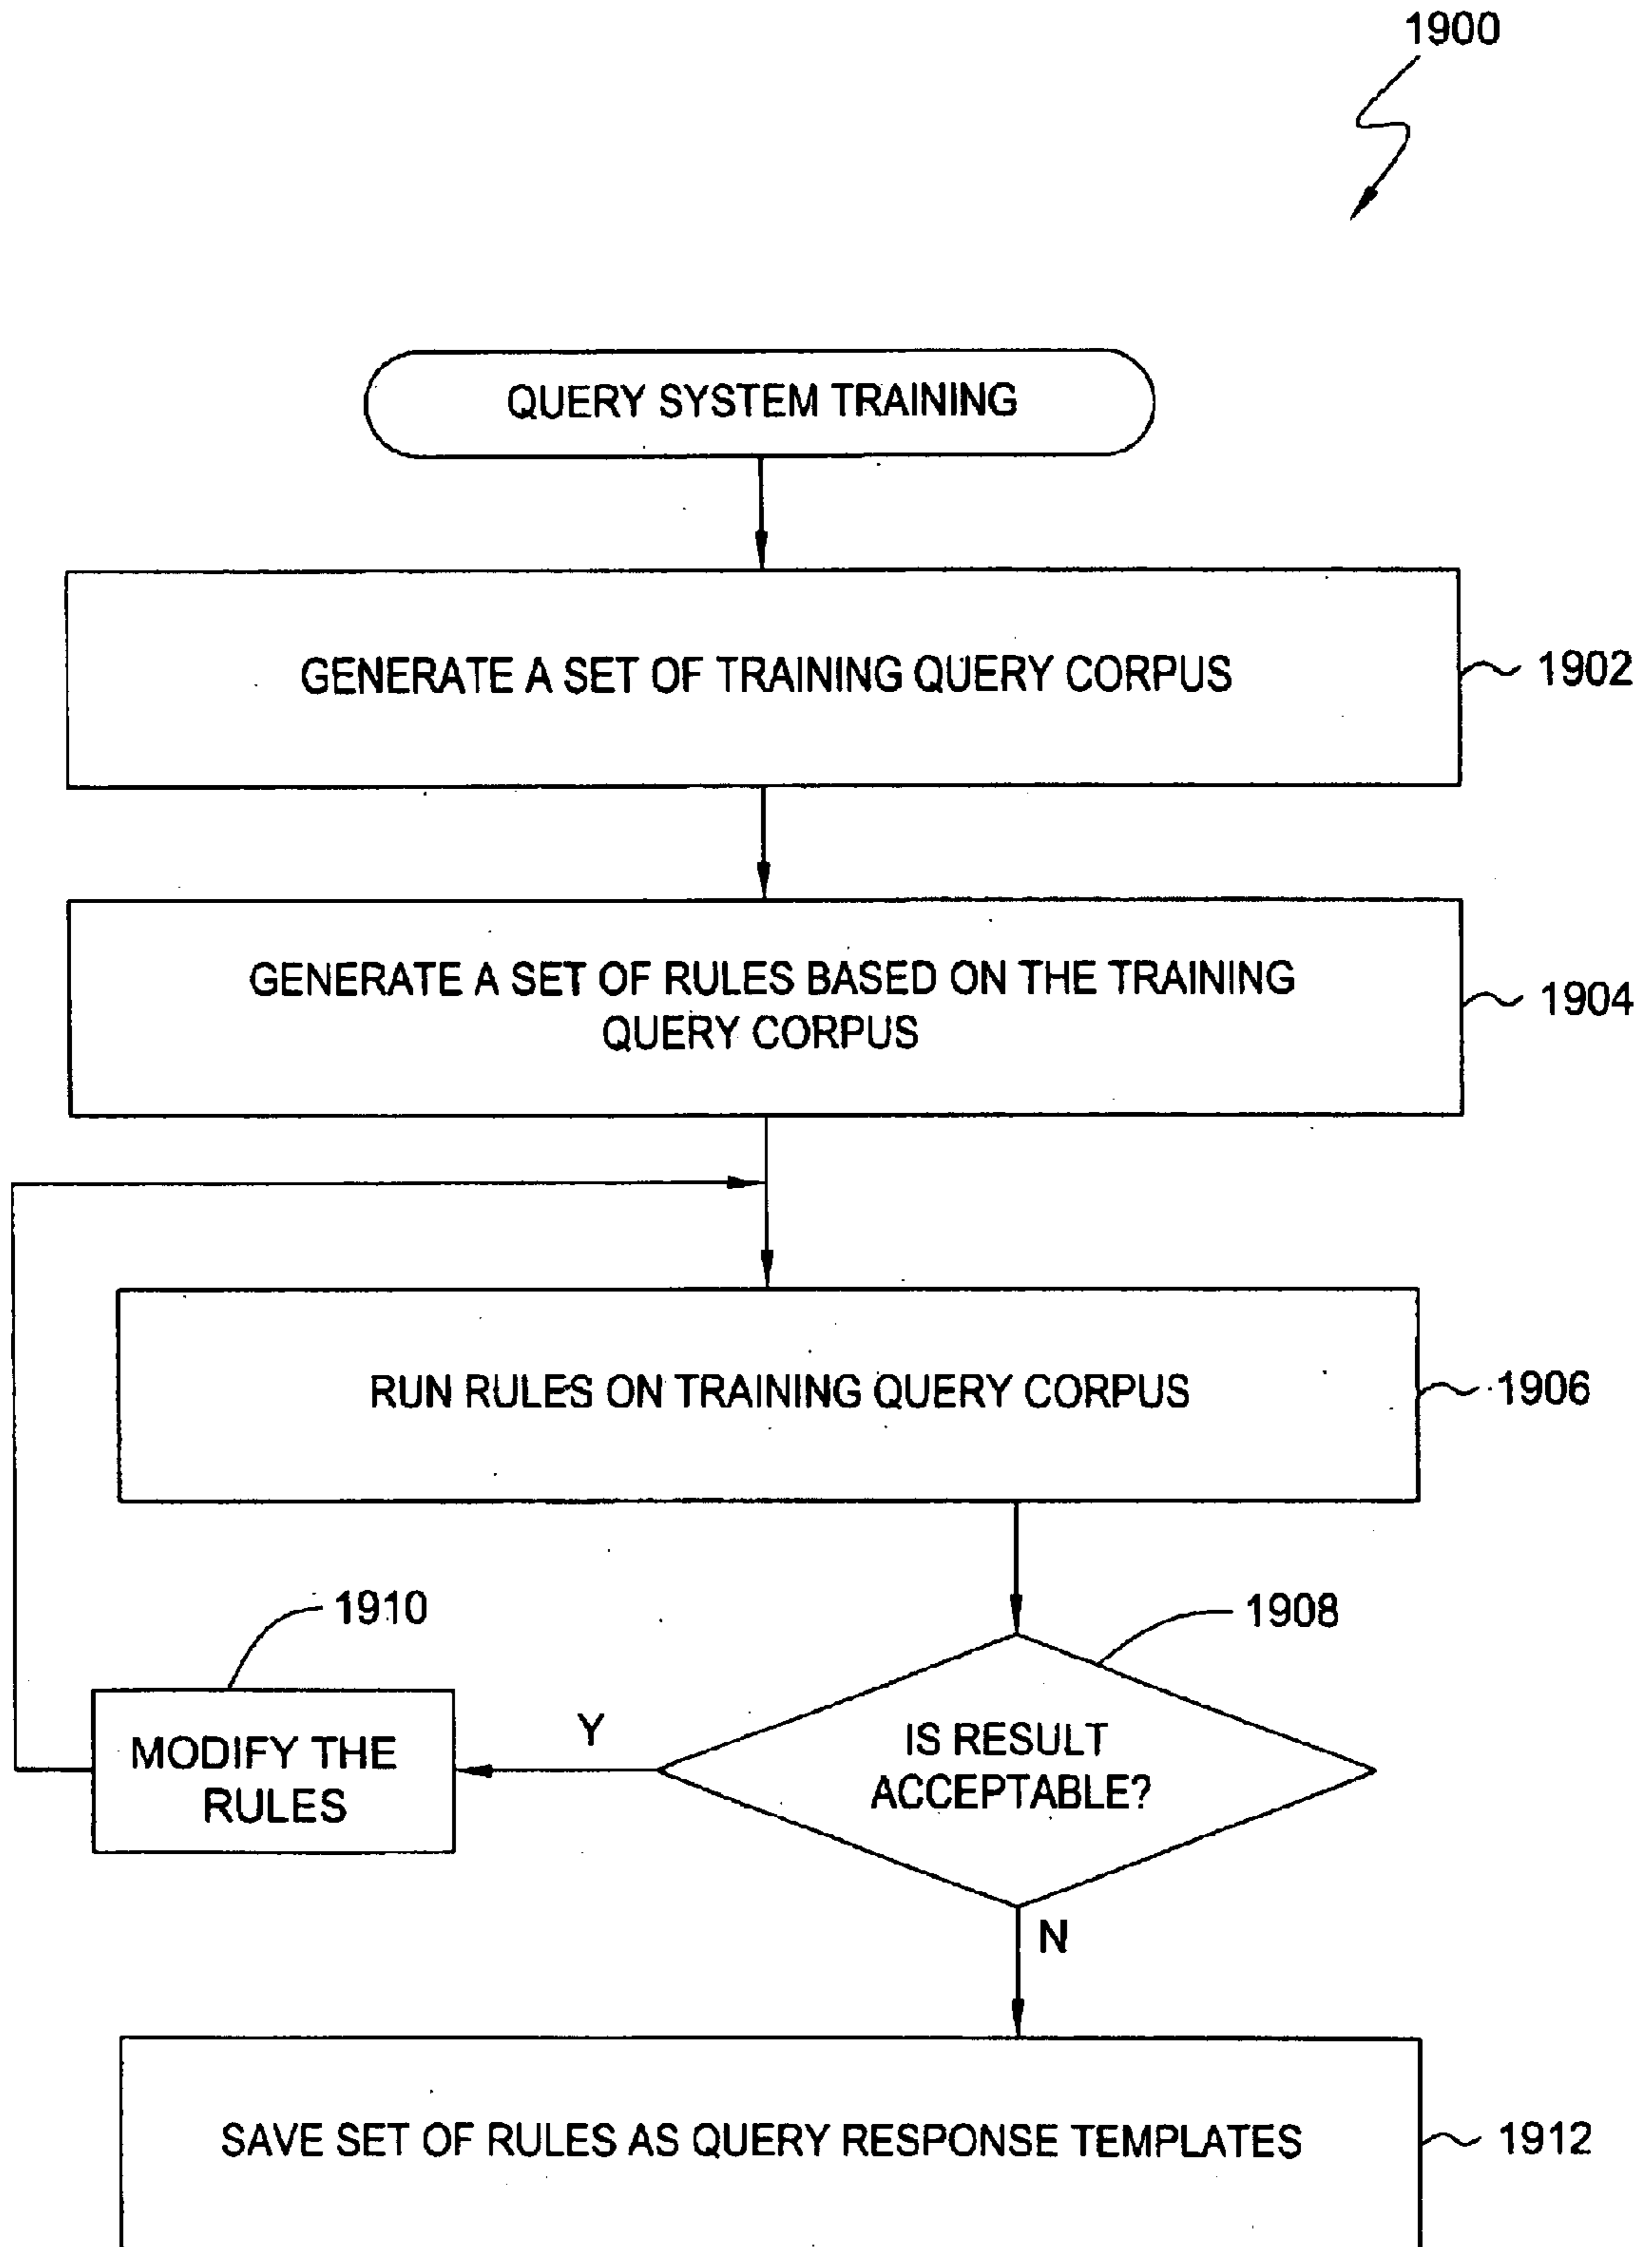 1900
QUERY SYSTEM TRAINING
GENERATE A SET OF TRAINING QUERY CORPUS
1902
GENERATE A SET OF RULES BASED ON THE TRAINING
QUERY CORPUS
1904
RUN RULES ON TRAINING QUERY CORPUS
1906
1910
1908
MODIFY THE
RULES
Y
IS RESULT
ACCEPTABLE?
N
SAVE SET OF RULES AS QUERY RESPONSE TEMPLATES
1912